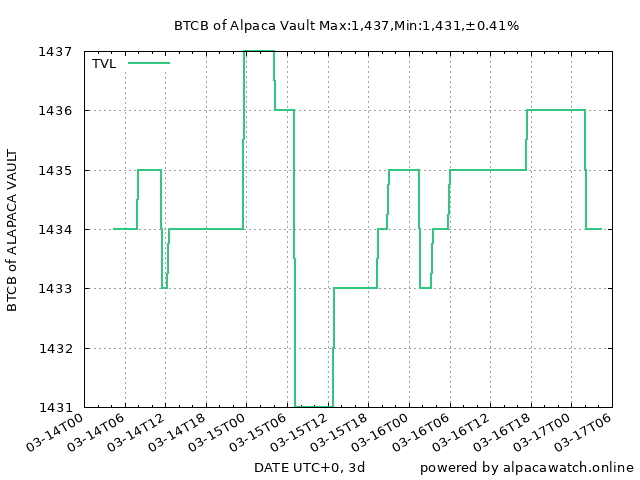 BTCB of Alpaca Vault Max:1,437,Min:1,431,±0.41%
TVL
1437
1436
1435
1434
1433
1432
1431
BTCB of ALAPACA VAULT
03-14T00
03-14T06
03-14T12
03-14T18
03-15T00
03-15T06
03-15T12
03-15T18
03-16T00
03-16T06
03-16T12
03-16T18
03-17T00
03-17T06
DATE UTC+0, 3d
powered by alpacawatch.online